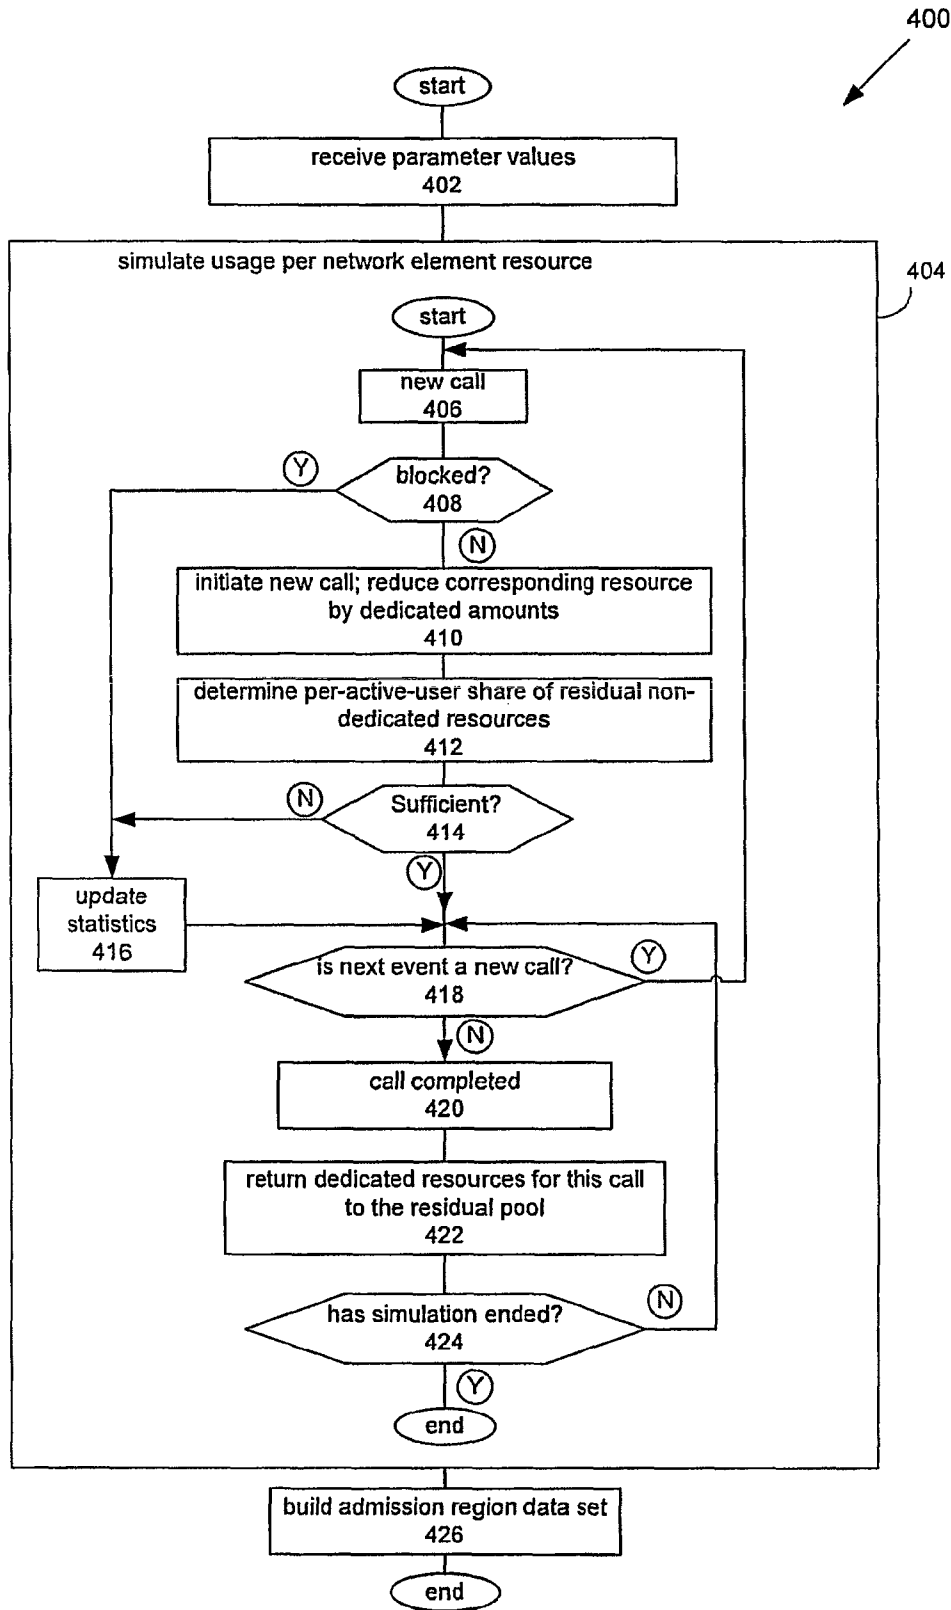 400
start
receive parameter values
402
simulate usage per network element resource
404
start
new call
406
Y
blocked?
408
N
initiate new call; reduce corresponding resource
by dedicated amounts
410
determine per-active-user share of residual non-
dedicated resources
412
N
Sufficient?
414
Y
update
statistics
416
is next event a new call?
418
Y
N
call completed
420
return dedicated resources for this call
to the residual pool
422
has simulation ended?
424
N
Y
end
build admission region data set
426
end